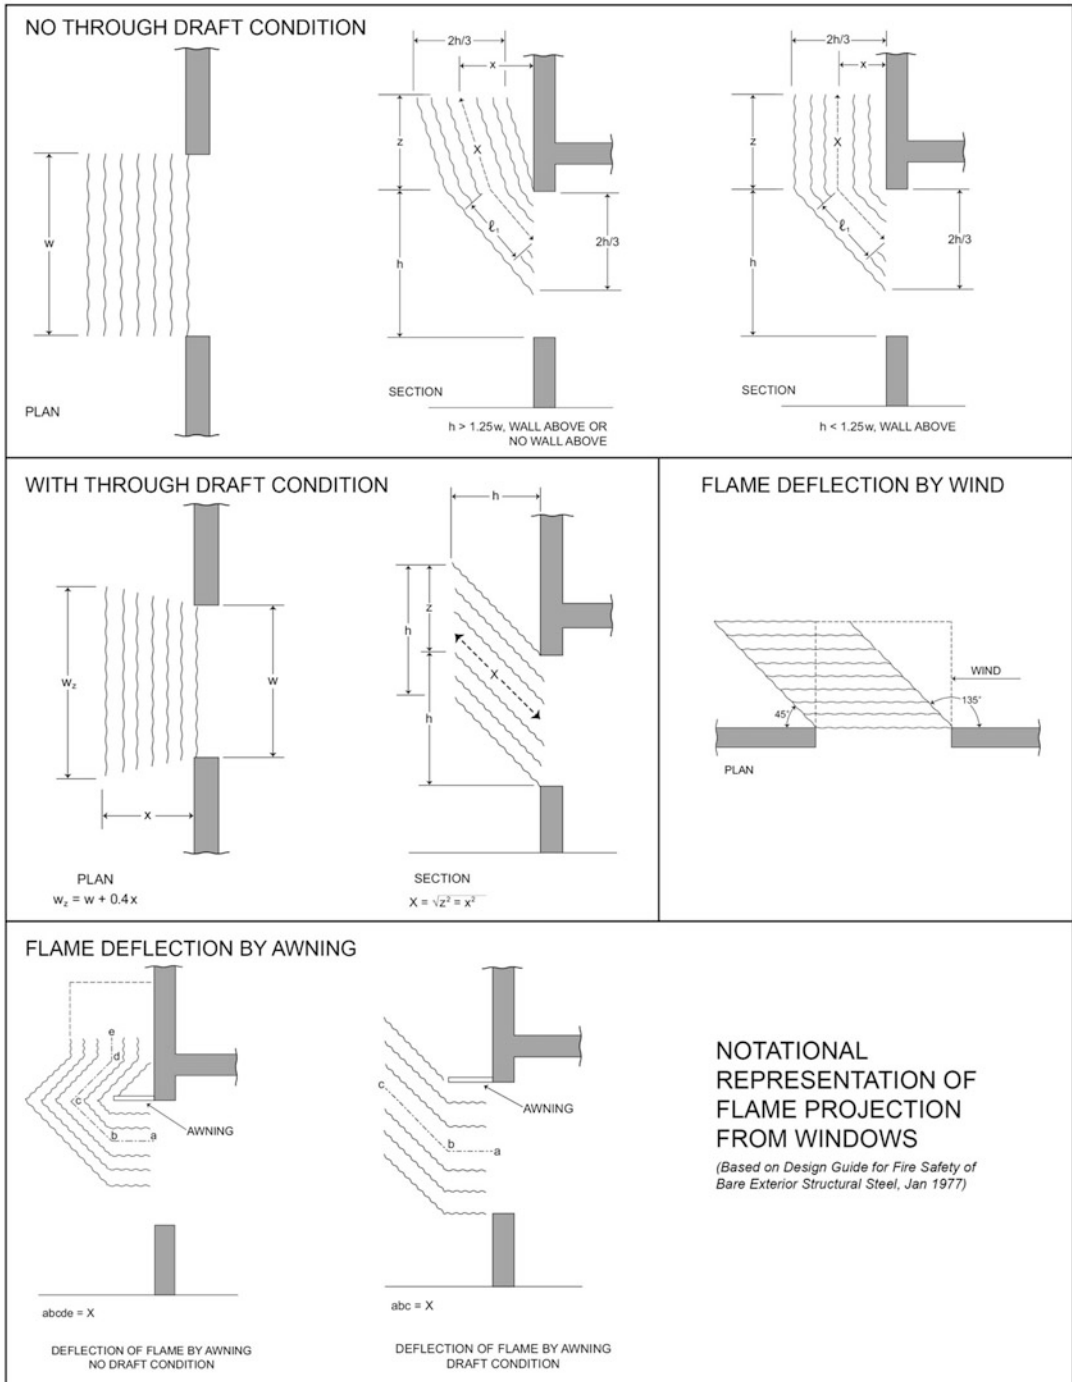 NO THROUGH DRAFT CONDITION
w
PLAN
2h/3
x
z
X
ℓ₁
h
2h/3
SECTION
h > 1.25w, WALL ABOVE OR
NO WALL ABOVE
2h/3
x
z
X
ℓ₁
h
2h/3
SECTION
h < 1.25w, WALL ABOVE
WITH THROUGH DRAFT CONDITION
w_z
w
x
PLAN
w_z = w + 0.4x
h
z
h
X
h
SECTION
X = √z² = x²
FLAME DEFLECTION BY WIND
WIND
45°
135°
PLAN
FLAME DEFLECTION BY AWNING
e
d
c
b
a
AWNING
abcde = X
DEFLECTION OF FLAME BY AWNING
NO DRAFT CONDITION
c
b
a
AWNING
abc = X
DEFLECTION OF FLAME BY AWNING
DRAFT CONDITION
NOTATIONAL
REPRESENTATION OF
FLAME PROJECTION
FROM WINDOWS
(Based on Design Guide for Fire Safety of
Bare Exterior Structural Steel, Jan 1977)